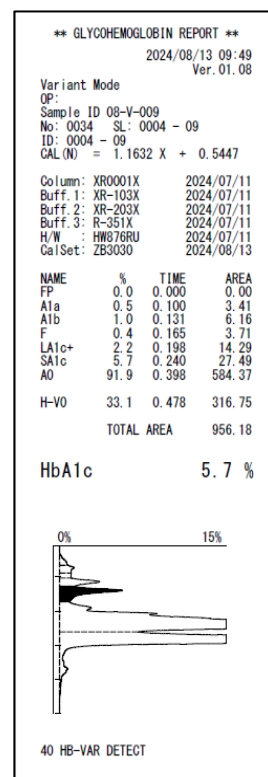 ** GLYCOHEMOGLOBIN REPORT **
2024/08/13 09:49
Ver.01.08
Variant Mode
OP:
Sample ID 08-V-009
No: 0034 SL: 0004 - 09
ID: 0004 - 09
CAL(N) = 1.1632 X + 0.5447
Column: XR0001X 2024/07/11
Buff.1: XR-103X 2024/07/11
Buff.2: XR-203X 2024/07/11
Buff.3: R-351X 2024/07/11
H/W : HW876RU 2024/07/11
CalSet: ZB3030 2024/08/13
NAME % TIME AREA
FP 0.0 0.000 0.00
A1a 0.5 0.100 3.41
A1b 1.0 0.131 6.16
F 0.4 0.165 3.71
LA1c+ 2.2 0.198 14.29
SA1c 5.7 0.240 27.49
A0 91.9 0.398 584.37
H-V0 33.1 0.478 316.75
TOTAL AREA 956.18
HbA1c 5.7 %
0% 15%
40 HB-VAR DETECT